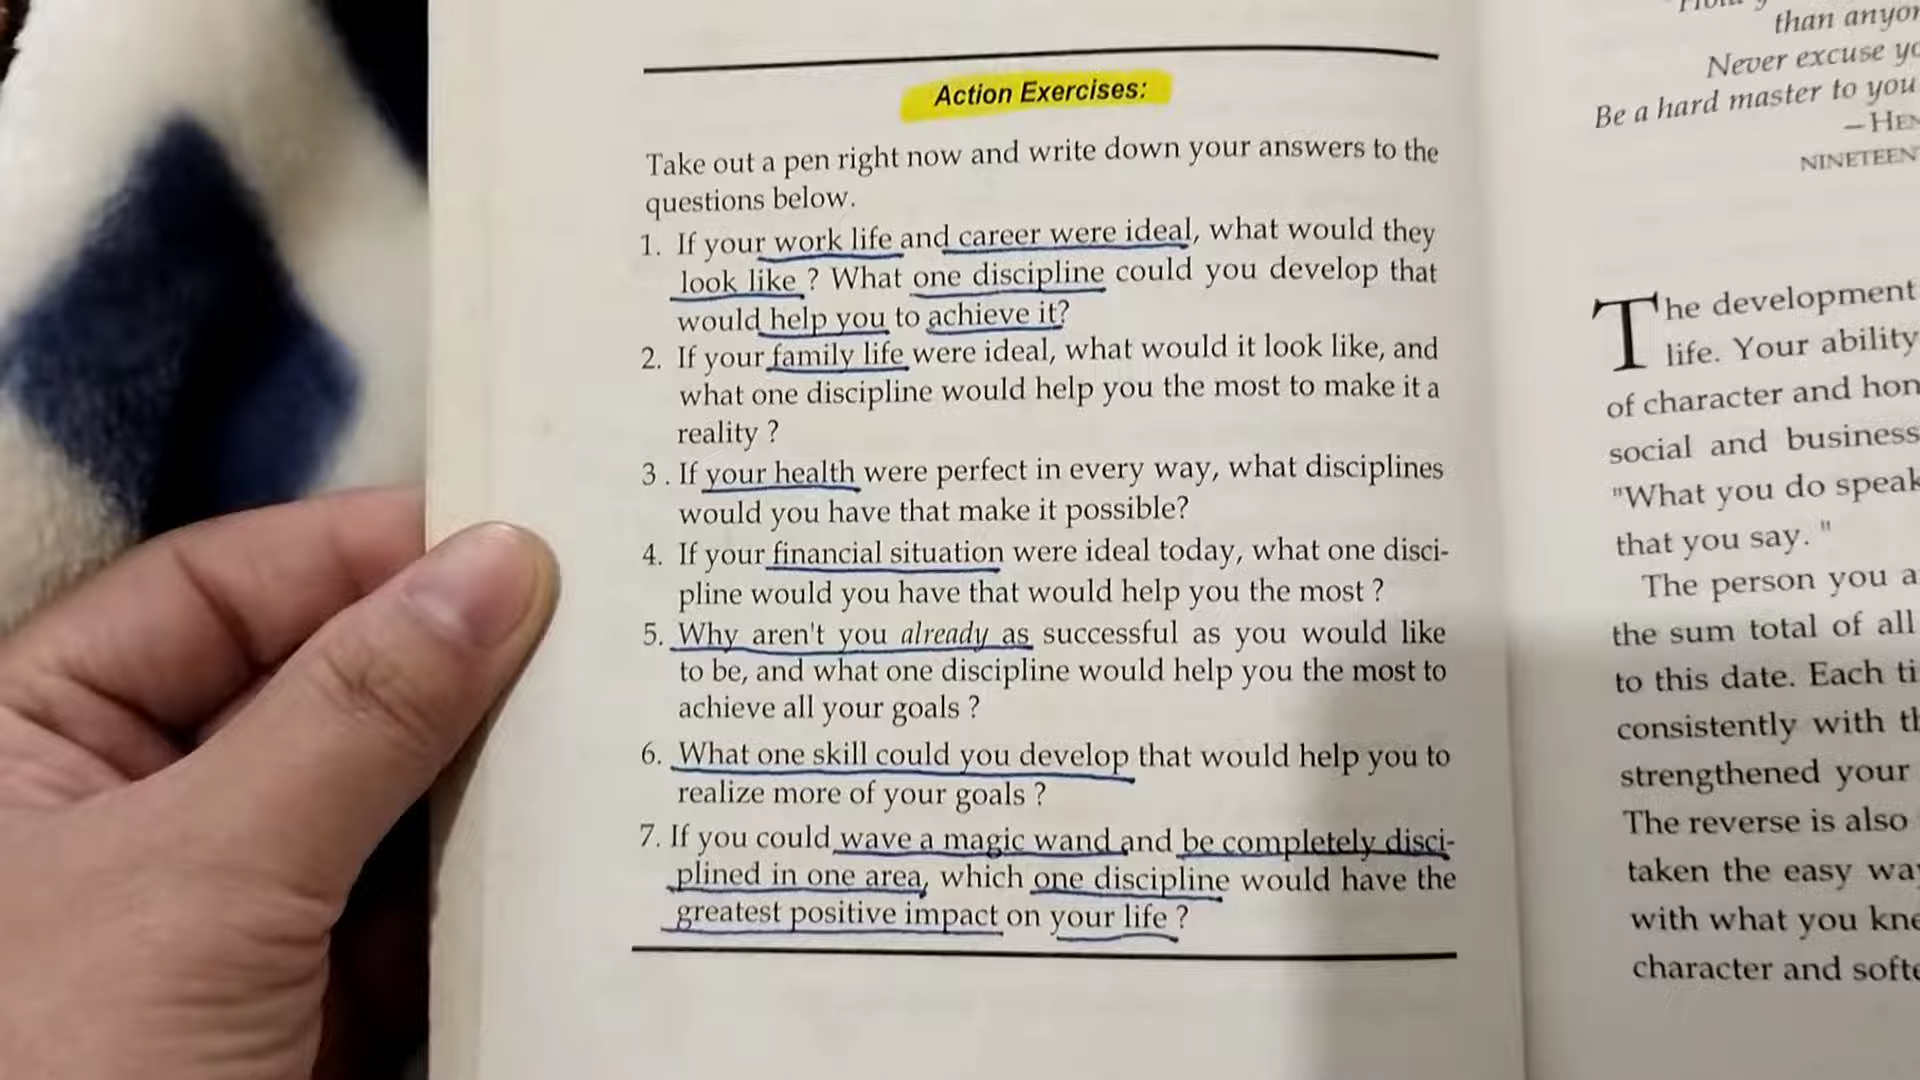 Action Exercises:
Take out a pen right now and write down your answers to the
questions below.
1. If your work life and career were ideal, what would they
look like ? What one discipline could you develop that
would help you to achieve it?
2. If your family life were ideal, what would it look like, and
what one discipline would help you the most to make it a
reality ?
3 . If your health were perfect in every way, what disciplines
would you have that make it possible?
4. If your financial situation were ideal today, what one disci-
pline would you have that would help you the most ?
5. Why aren't you already as successful as you would like
to be, and what one discipline would help you the most to
achieve all your goals ?
6. What one skill could you develop that would help you to
realize more of your goals ?
7. If you could wave a magic wand and be completely disci-
plined in one area, which one discipline would have the
greatest positive impact on your life ?
than
Never excuse
Be a hard master to
The development
life. Your ability
of character and
social and business
"What you do
that you say. "
The person you
the sum total of all
to this date. Each
consistently with
strengthened your
The reverse is also
taken the easy
with what you
character and